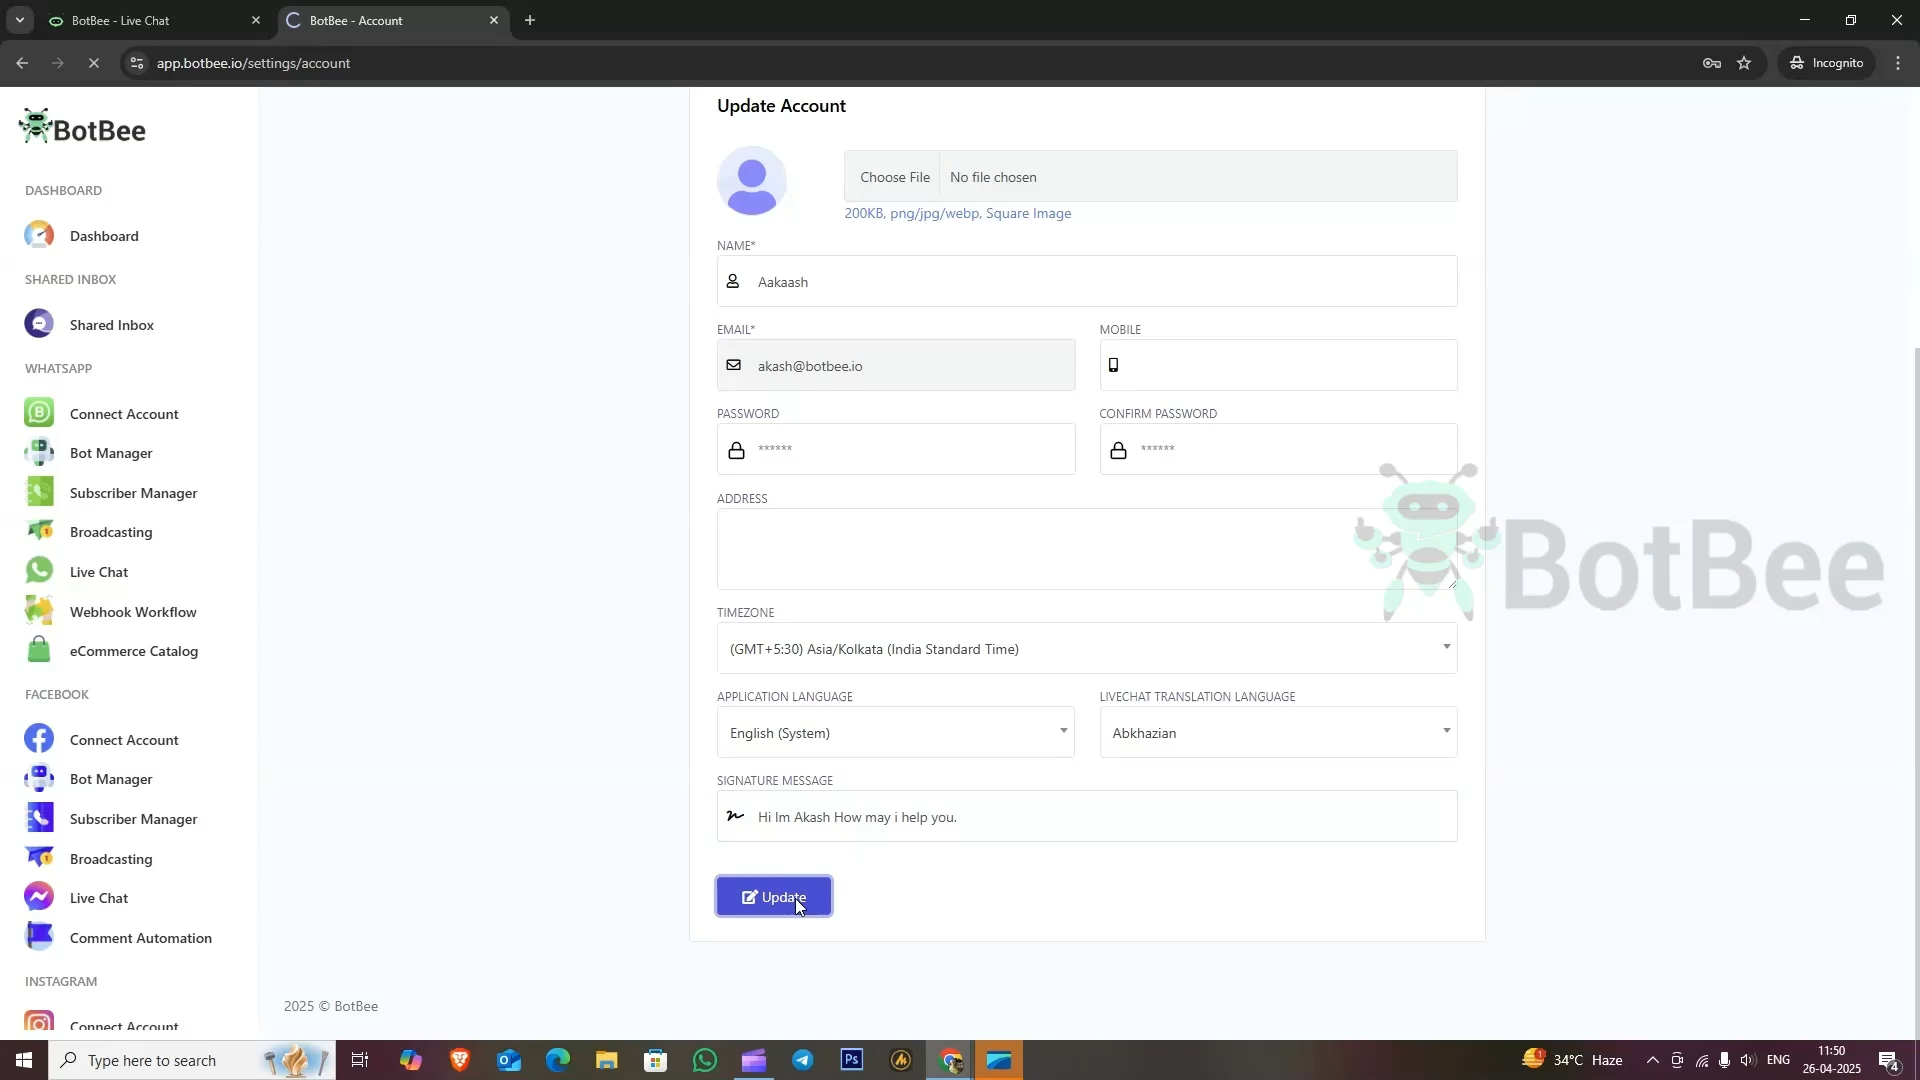 BotBee - Live Chat
BotBee - Account
app.botbee.io/settings/account
Incognito
BotBee
DASHBOARD
Dashboard
SHARED INBOX
Shared Inbox
WHATSAPP
Connect Account
Bot Manager
Subscriber Manager
Broadcasting
Live Chat
Webhook Workflow
eCommerce Catalog
FACEBOOK
Connect Account
Bot Manager
Subscriber Manager
Broadcasting
Live Chat
Comment Automation
INSTAGRAM
Connect Account
Update Account
Choose File No file chosen
200KB, png/jpg/webp, Square Image
NAME*
Aakaash
EMAIL* MOBILE
akash@botbee.io
PASSWORD CONFIRM PASSWORD
****** ******
ADDRESS
TIMEZONE
(GMT+5:30) Asia/Kolkata (India Standard Time)
APPLICATION LANGUAGE LIVECHAT TRANSLATION LANGUAGE
English (System) Abkhazian
SIGNATURE MESSAGE
Hi Im Akash How may i help you.
Update
BotBee
2025 © BotBee
Type here to search
Ps
1
34°C Haze
ENG
11:50
26-04-2025
4